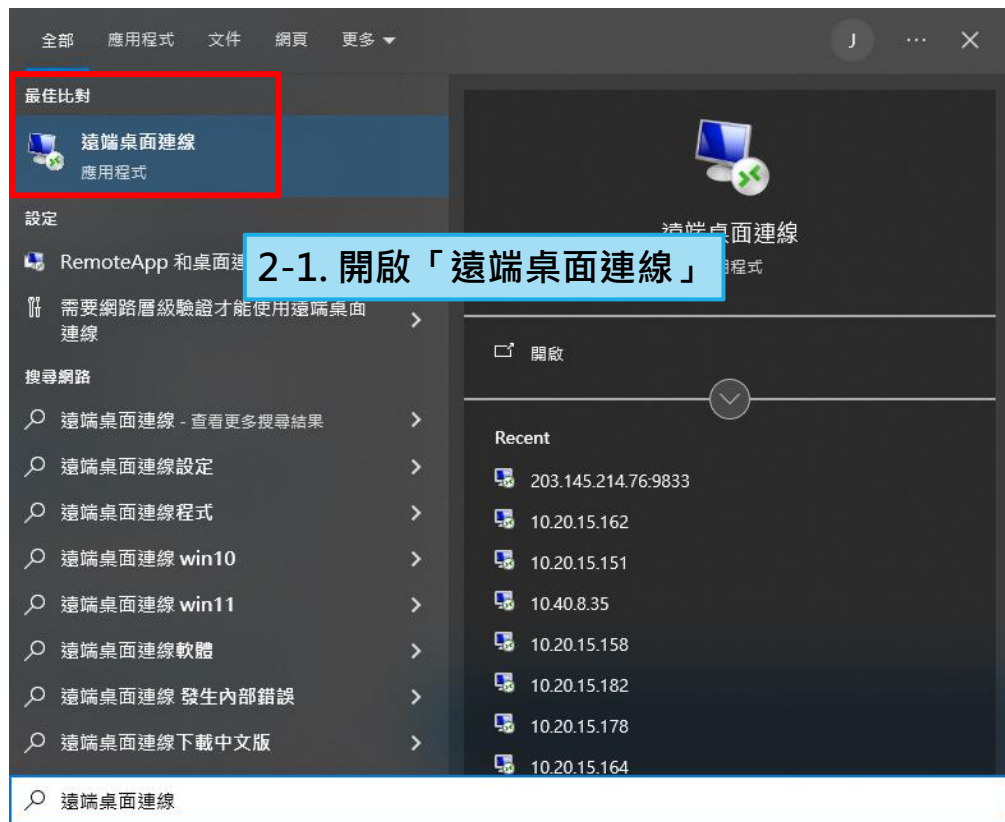 全部 應用程式 文件 網頁 更多 J ...
最佳比對
遠端桌面連線
應用程式
設定
RemoteApp 和桌面
需要網路層級驗證才能使用遠端桌面
連線
搜尋網路
遠端桌面連線 - 查看更多搜尋結果
遠端桌面連線設定
遠端桌面連線程式
遠端桌面連線 win10
遠端桌面連線 win11
遠端桌面連線軟體
遠端桌面連線 發生內部錯誤
遠端桌面連線下載中文版
遠端桌面連線
2-1. 開啟「遠端桌面連線」
遠端桌面連線
程式
開啟
Recent
203.145.214.76:9833
10.20.15.162
10.20.15.151
10.40.8.35
10.20.15.158
10.20.15.182
10.20.15.178
10.20.15.164